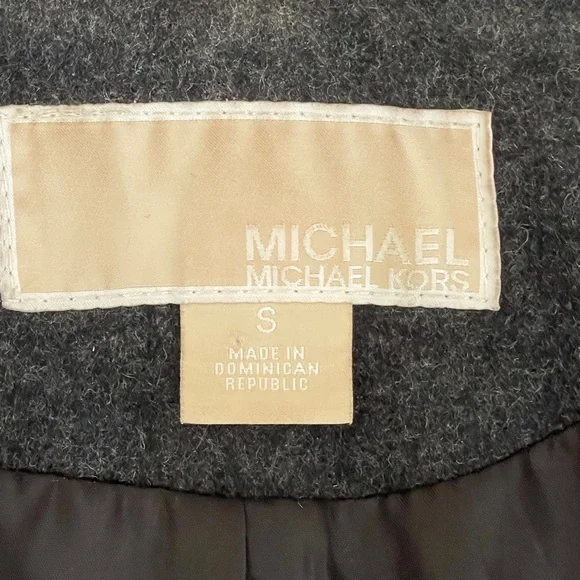 MICHAEL
MICHAEL KORS
S
MADE IN
DOMINICAN
REPUBLIC